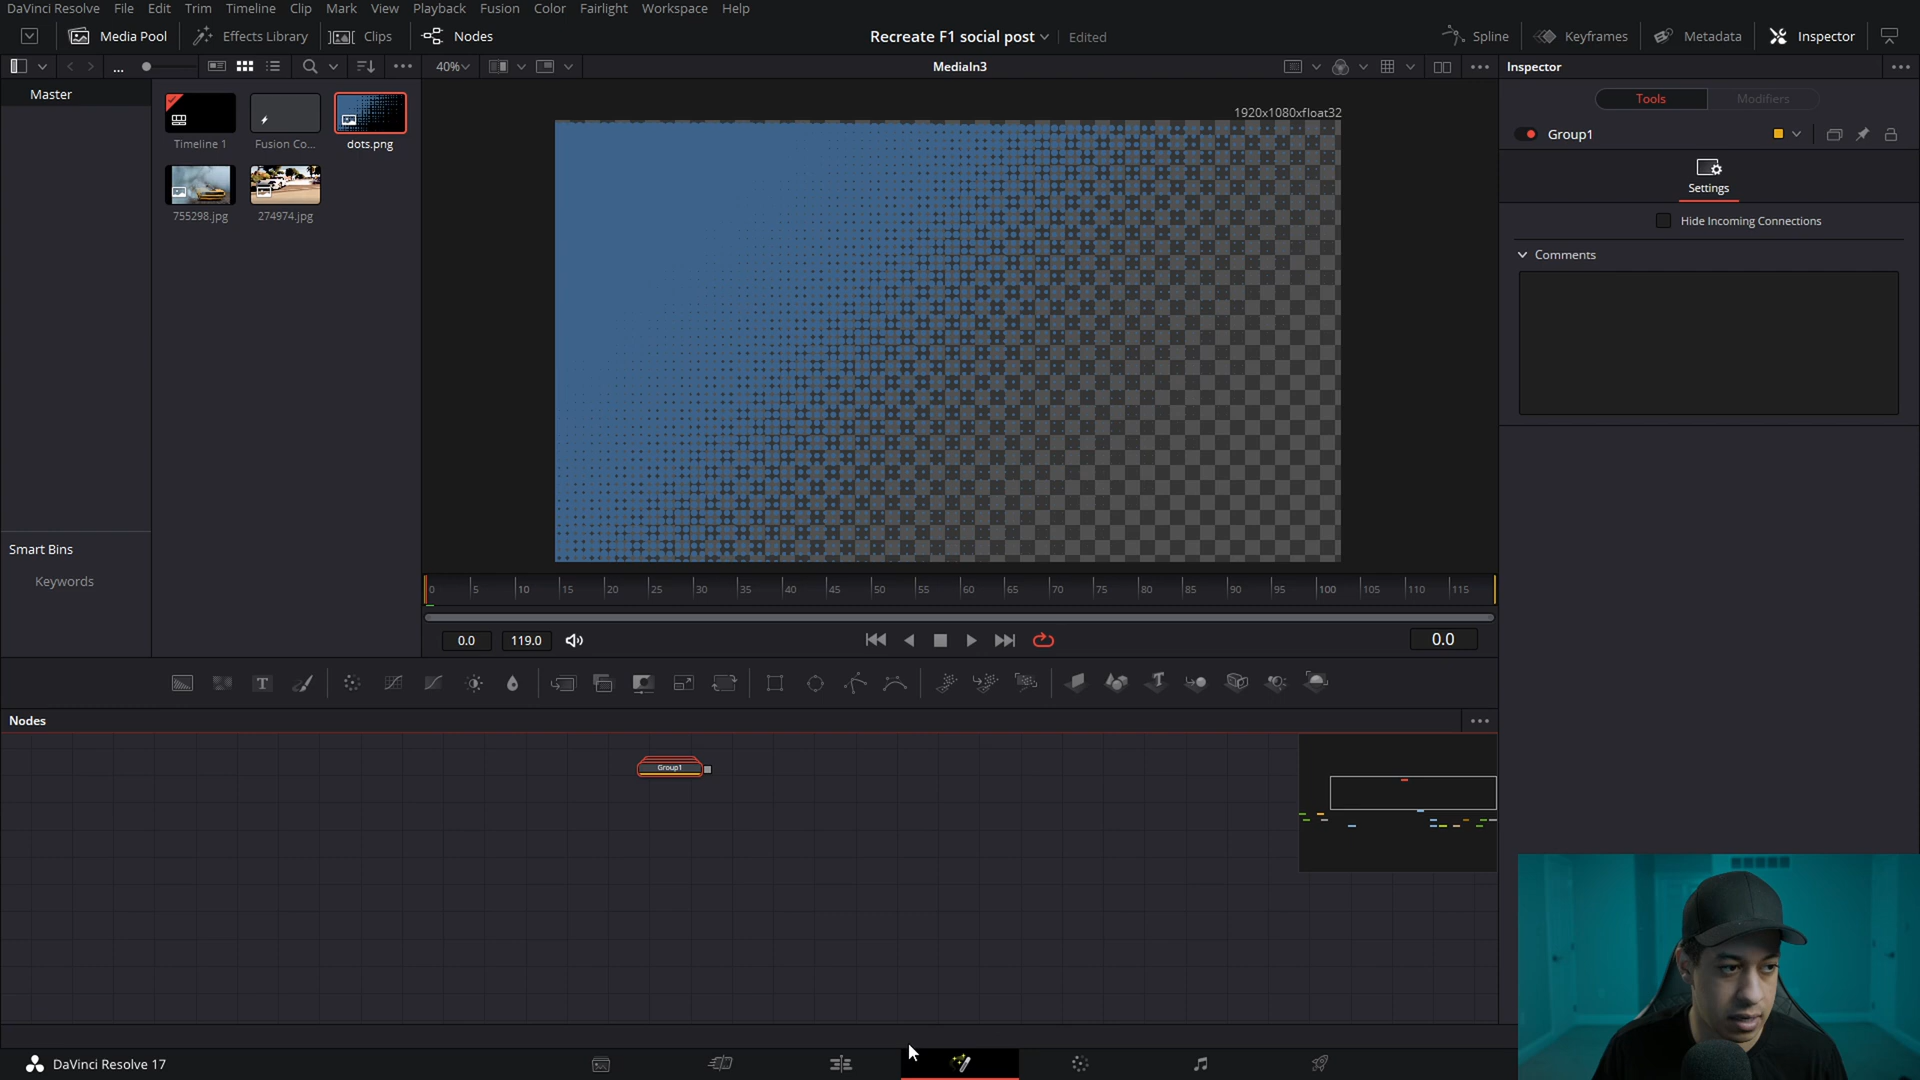 DaVinci Resolve File Edit Trim Timeline Clip Mark View Playback Fusion Color Fairlight Workspace Help
Media Pool Effects Library Clips Nodes Recreate F1 social post Edited Spline Keyframes Metadata Inspector
... 40% MediaIn3 Inspector
Master
Timeline 1 Fusion Co... dots.png
755298.jpg 274974.jpg
1920x1080xfloat32
Tools Modifiers
Group1
Settings
Hide Incoming Connections
Comments
Smart Bins
Keywords
0 5 10 15 20 25 30 35 40 45 50 55 60 65 70 75 80 85 90 95 100 105 110 115
0.0 119.0 0.0
T
Nodes
Group1
DaVinci Resolve 17